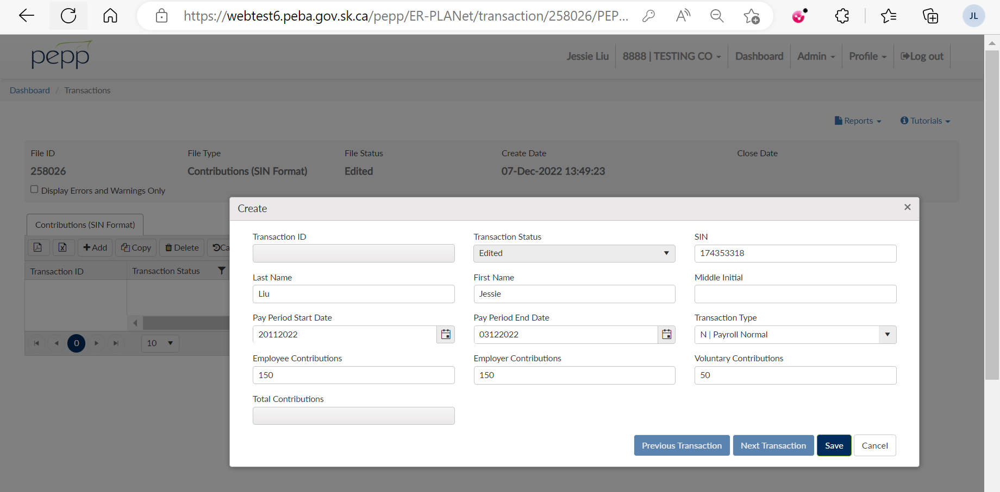 https://webtest6.peba.gov.sk.ca/pepp/ER-PLANet/transaction/258026/PEP...
JL
pepp
Jessie Liu
8888 | TESTING CO
Dashboard
Admin
Profile
Log out
Dashboard / Transactions
Reports
Tutorials
File ID
File Type
File Status
Create Date
Close Date
258026
Contributions (SIN Format)
Edited
07-Dec-2022 13:49:23
Display Errors and Warnings Only
Contributions (SIN Format)
Add
Copy
Delete
Ca
Transaction ID
Transaction Status
0
10
Create
Transaction ID
Transaction Status
SIN
Edited
174353318
Last Name
First Name
Middle Initial
Liu
Jessie
Pay Period Start Date
Pay Period End Date
Transaction Type
20112022
03122022
N | Payroll Normal
Employee Contributions
Employer Contributions
Voluntary Contributions
150
150
50
Total Contributions
Previous Transaction
Next Transaction
Save
Cancel